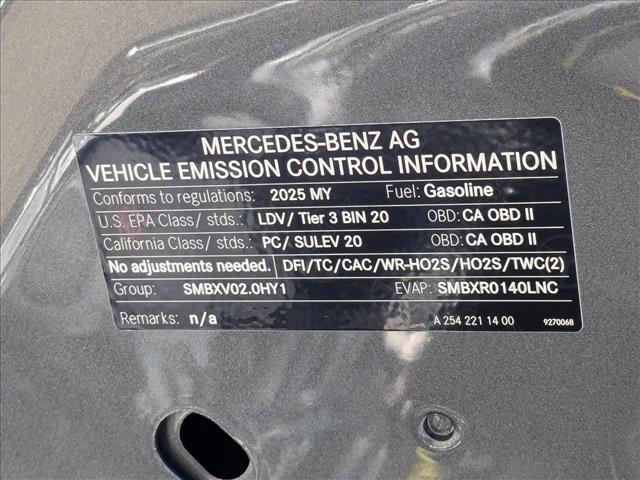 MERCEDES-BENZ AG
VEHICLE EMISSION CONTROL INFORMATION
Conforms to regulations: 2025 MY Fuel: Gasoline
U.S. EPA Class/ stds.: LDV/ Tier 3 BIN 20 OBD: CA OBD II
California Class/ stds.: PC/ SULEV 20 OBD: CA OBD II
No adjustments needed. DFI/TC/CAC/WR-HO2S/HO2S/TWC(2)
Group: SMBXV02.0HY1 EVAP: SMBXR0140LNC
Remarks: n/a A 254 221 14 00 9270068